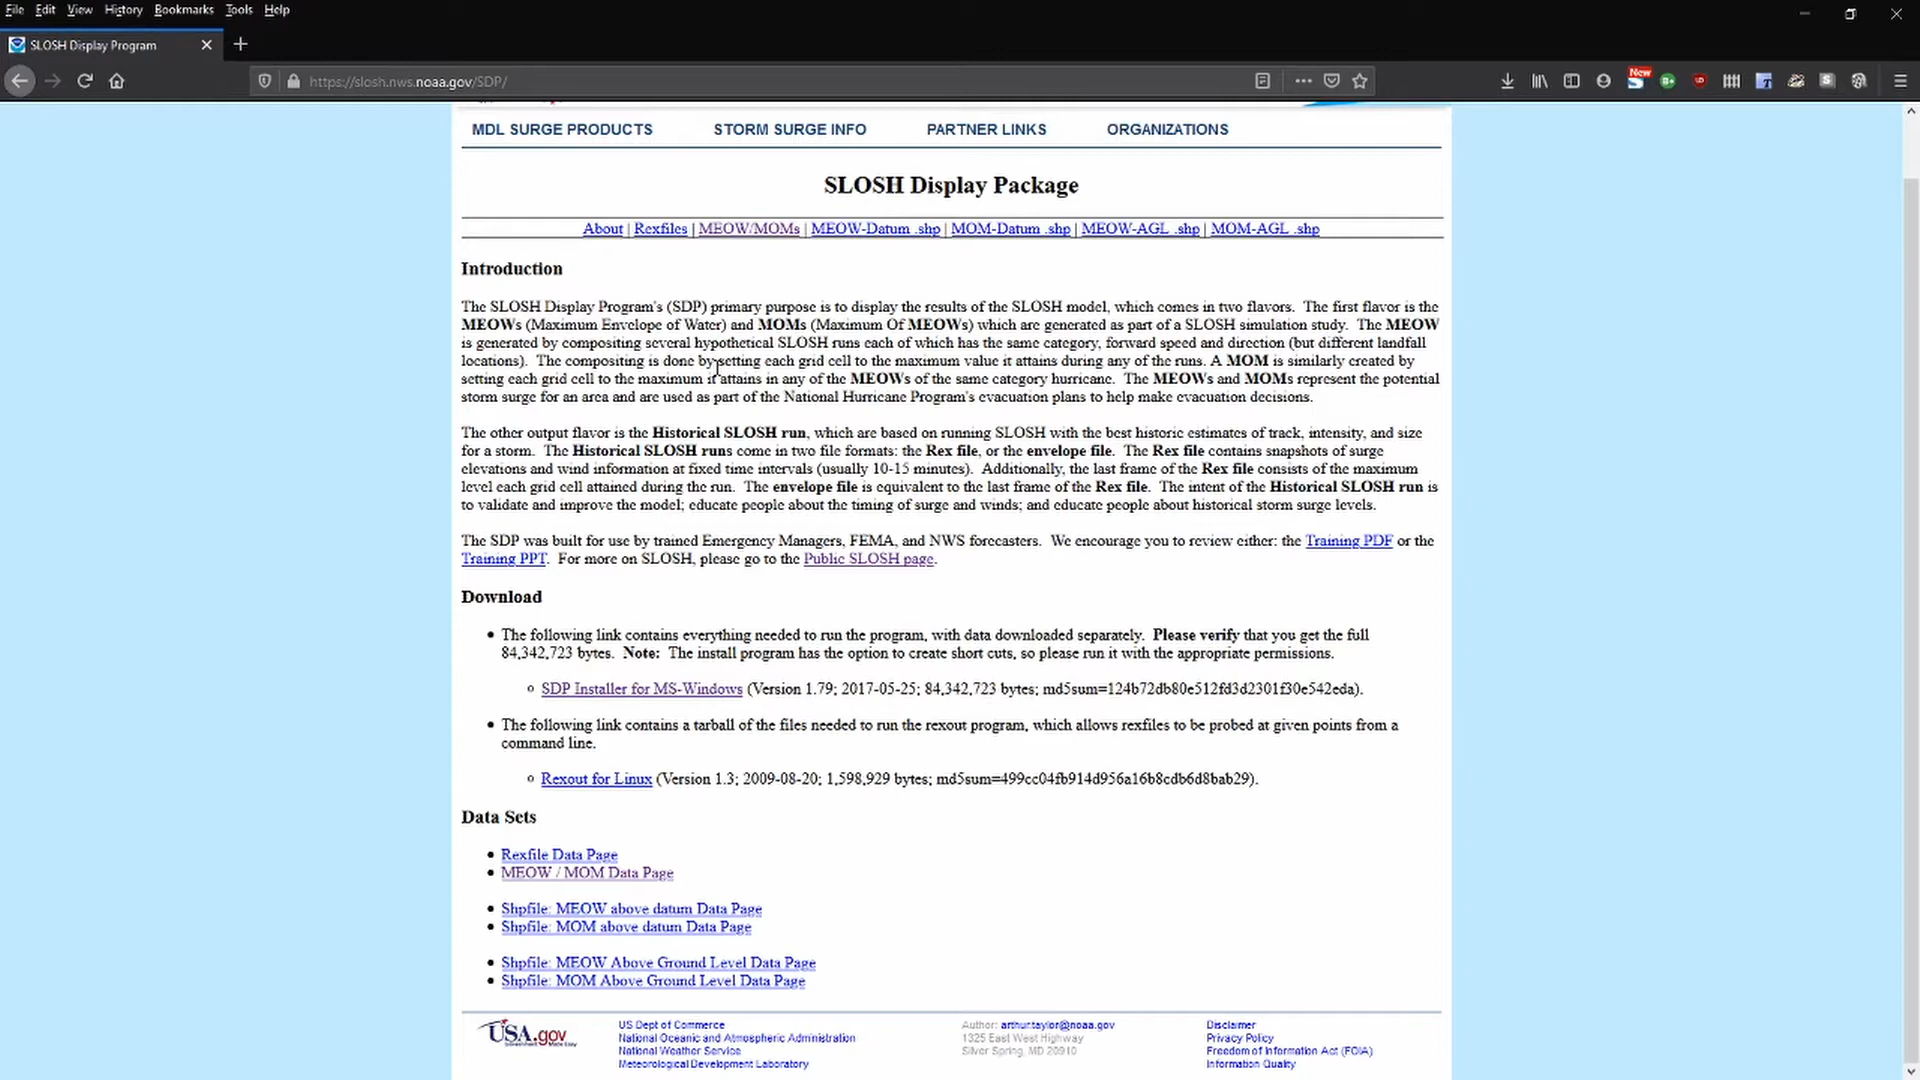 File Edit View History Bookmarks Tools Help
SLOSH Display Program
https://slosh.nws.noaa.gov/SDP/
New
MDL SURGE PRODUCTS STORM SURGE INFO PARTNER LINKS ORGANIZATIONS
SLOSH Display Package
About | Rexfiles | MEOW/MOMs | MEOW-Datum .shp | MOM-Datum .shp | MEOW-AGL .shp | MOM-AGL .shp
Introduction
The SLOSH Display Program's (SDP) primary purpose is to display the results of the SLOSH model, which comes in two flavors. The first flavor is the
MEOWs (Maximum Envelope of Water) and MOMs (Maximum Of MEOWs) which are generated as part of a SLOSH simulation study. The MEOW
is generated by compositing several hypothetical SLOSH runs each of which has the same category, forward speed and direction (but different landfall
locations). The compositing is done by setting each grid cell to the maximum value it attains during any of the runs. A MOM is similarly created by
setting each grid cell to the maximum it attains in any of the MEOWs of the same category hurricane. The MEOWs and MOMs represent the potential
storm surge for an area and are used as part of the National Hurricane Program's evacuation plans to help make evacuation decisions.
The other output flavor is the Historical SLOSH run, which are based on running SLOSH with the best historic estimates of track, intensity, and size
for a storm. The Historical SLOSH runs come in two file formats: the Rex file, or the envelope file. The Rex file contains snapshots of surge
elevations and wind information at fixed time intervals (usually 10-15 minutes). Additionally, the last frame of the Rex file consists of the maximum
level each grid cell attained during the run. The envelope file is equivalent to the last frame of the Rex file. The intent of the Historical SLOSH run is
to validate and improve the model; educate people about the timing of surge and winds; and educate people about historical storm surge levels.
The SDP was built for use by trained Emergency Managers, FEMA, and NWS forecasters. We encourage you to review either: the Training PDF or the
Training PPT. For more on SLOSH, please go to the Public SLOSH page.
Download
• The following link contains everything needed to run the program, with data downloaded separately. Please verify that you get the full
84,342,723 bytes. Note: The install program has the option to create short cuts, so please run it with the appropriate permissions.
◦ SDP Installer for MS-Windows (Version 1.79; 2017-05-25; 84,342,723 bytes; md5sum=124b72db80e512fd3d2301f30e542eda).
• The following link contains a tarball of the files needed to run the rexout program, which allows rexfiles to be probed at given points from a
command line.
◦ Rexout for Linux (Version 1.3; 2009-08-20; 1,598,929 bytes; md5sum=499cc04fb914d956a16b8cdb6d8bab29).
Data Sets
• Rexfile Data Page
• MEOW / MOM Data Page
• Shpfile: MEOW above datum Data Page
• Shpfile: MOM above datum Data Page
• Shpfile: MEOW Above Ground Level Data Page
• Shpfile: MOM Above Ground Level Data Page
USA.gov
US Dept of Commerce
National Oceanic and Atmospheric Administration
National Weather Service
Meteorological Development Laboratory
Author: arthur.taylor@noaa.gov
1325 East West Highway
Silver Spring, MD 20910
Disclaimer
Privacy Policy
Freedom of Information Act (FOIA)
Information Quality